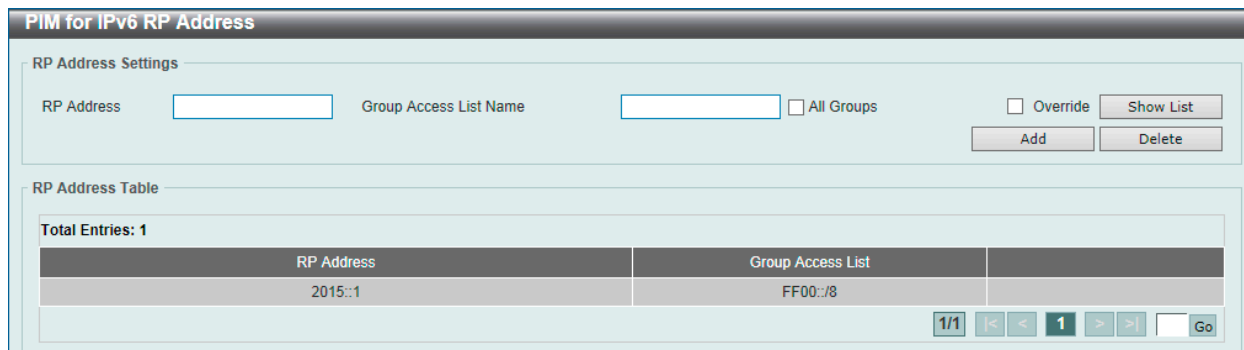 PIM for IPv6 RP Address
RP Address Settings
RP Address Group Access List Name All Groups Override Show List
Add Delete
RP Address Table
Total Entries: 1
RP Address Group Access List
2015::1 FF00::/8
1/1 |< < 1 > >| Go